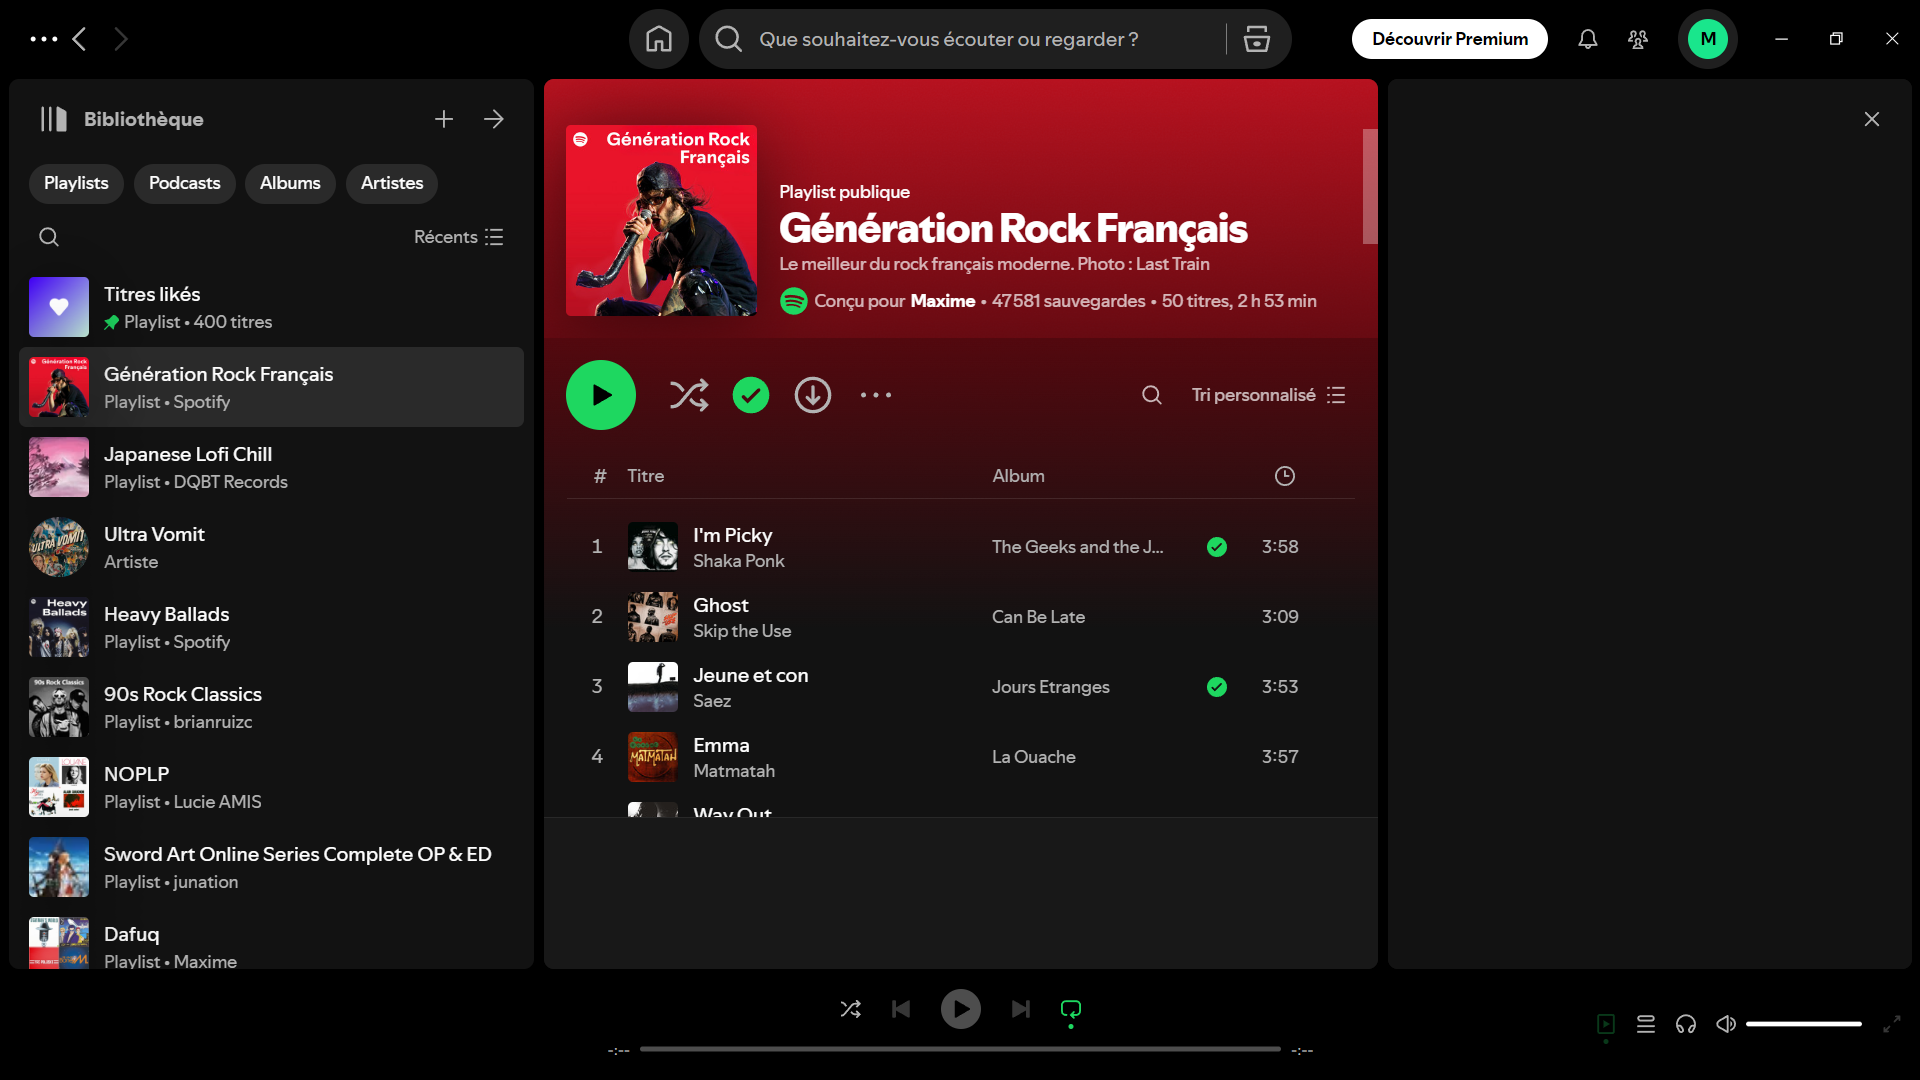 Que souhaitez-vous écouter ou regarder ?
Découvrir Premium
M
Bibliothèque
Playlists
Podcasts
Albums
Artistes
Récents
Titres likés
Playlist • 400 titres
Génération Rock Français
Playlist • Spotify
Japanese Lofi Chill
Playlist • DQBT Records
Ultra Vomit
Artiste
Heavy Ballads
Playlist • Spotify
90s Rock Classics
Playlist • brianruizc
NOPLP
Playlist • Lucie AMIS
Sword Art Online Series Complete OP & ED
Playlist • junation
Dafuq
Playlist • Maxime
Génération Rock
Français
Playlist publique
Génération Rock Français
Le meilleur du rock français moderne. Photo : Last Train
Conçu pour Maxime • 47 581 sauvegardes • 50 titres, 2 h 53 min
Tri personnalisé
# Titre Album
1 I'm Picky The Geeks and the J... 3:58
Shaka Ponk
2 Ghost Can Be Late 3:09
Skip the Use
3 Jeune et con Jours Etranges 3:53
Saez
4 Emma La Ouache 3:57
Matmatah
Way Out
-:--
-:--